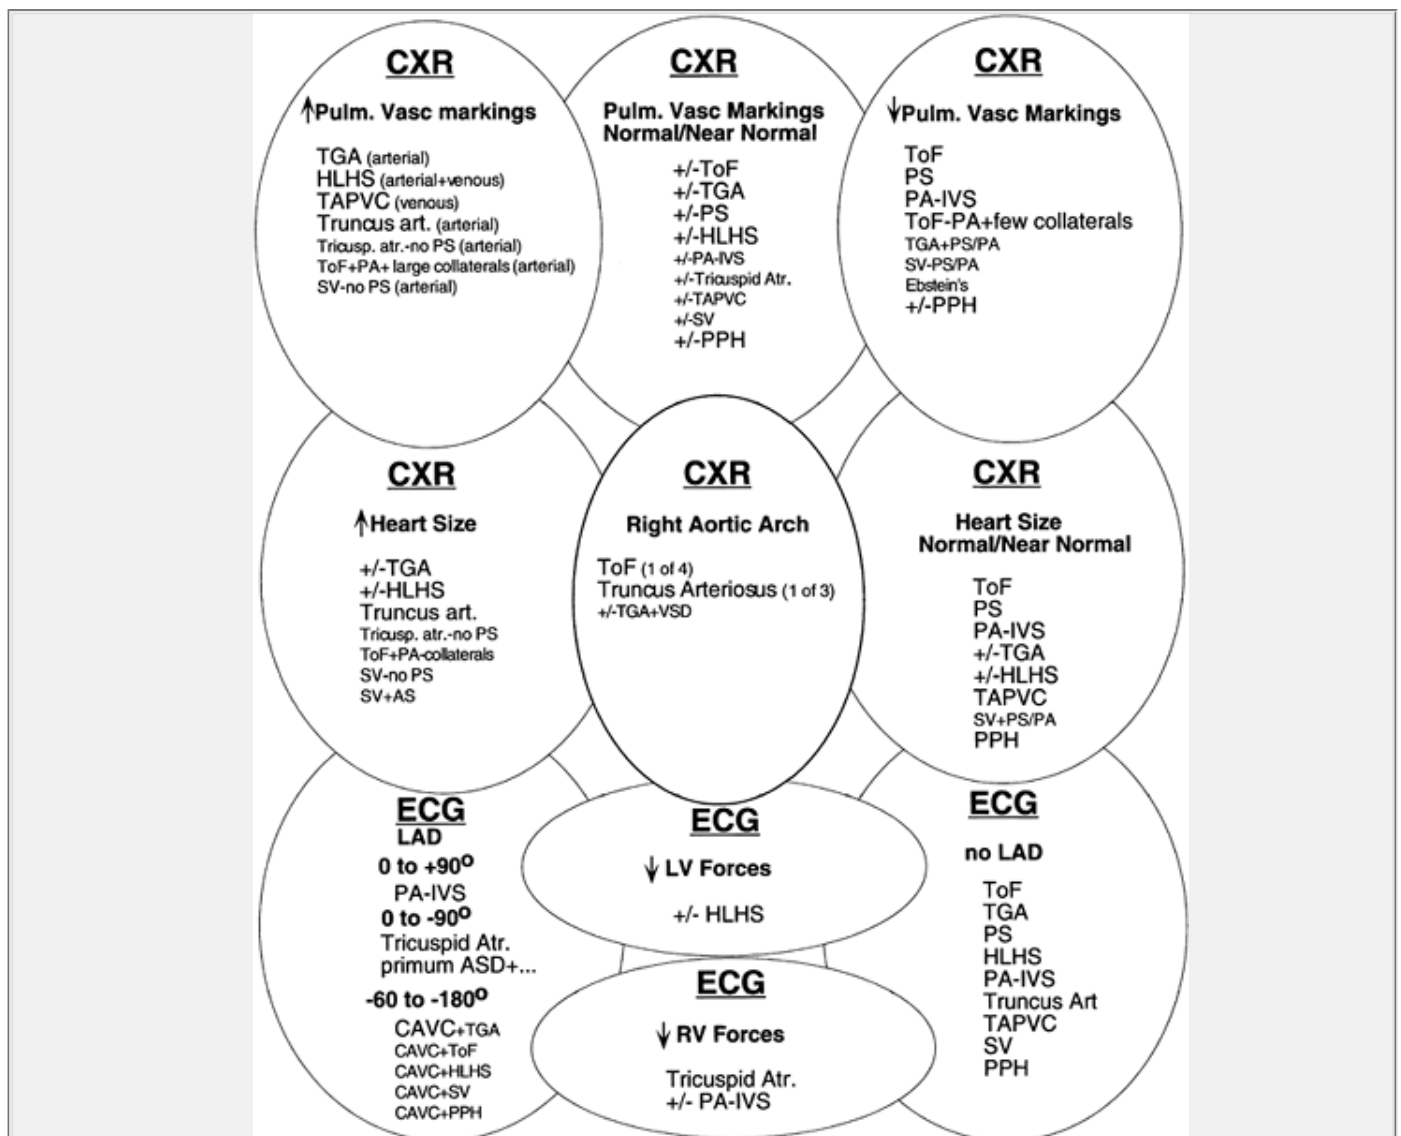 CXR
↑Pulm. Vasc markings
TGA (arterial)
HLHS (arterial+venous)
TAPVC (venous)
Truncus art. (arterial)
Tricusp. atr.-no PS (arterial)
ToF+PA+ large collaterals (arterial)
SV-no PS (arterial)
CXR
Pulm. Vasc Markings
Normal/Near Normal
+/-ToF
+/-TGA
+/-PS
+/-HLHS
+/-PA-IVS
+/-Tricuspid Atr.
+/-TAPVC
+/-SV
+/-PPH
CXR
↓Pulm. Vasc Markings
ToF
PS
PA-IVS
ToF-PA+few collaterals
TGA+PS/PA
SV-PS/PA
Ebstein's
+/-PPH
CXR
↑Heart Size
+/-TGA
+/-HLHS
Truncus art.
Tricusp. atr.-no PS
ToF+PA-collaterals
SV-no PS
SV+AS
CXR
Right Aortic Arch
ToF (1 of 4)
Truncus Arteriosus (1 of 3)
+/-TGA+VSD
CXR
Heart Size
Normal/Near Normal
ToF
PS
PA-IVS
+/-TGA
+/-HLHS
TAPVC
SV+PS/PA
PPH
ECG
LAD
0 to +90º
PA-IVS
0 to -90º
Tricuspid Atr.
primum ASD+...
-60 to -180º
CAVC+TGA
CAVC+ToF
CAVC+HLHS
CAVC+SV
CAVC+PPH
ECG
↓ LV Forces
+/- HLHS
ECG
↓ RV Forces
Tricuspid Atr.
+/- PA-IVS
ECG
no LAD
ToF
TGA
PS
HLHS
PA-IVS
Truncus Art
TAPVC
SV
PPH